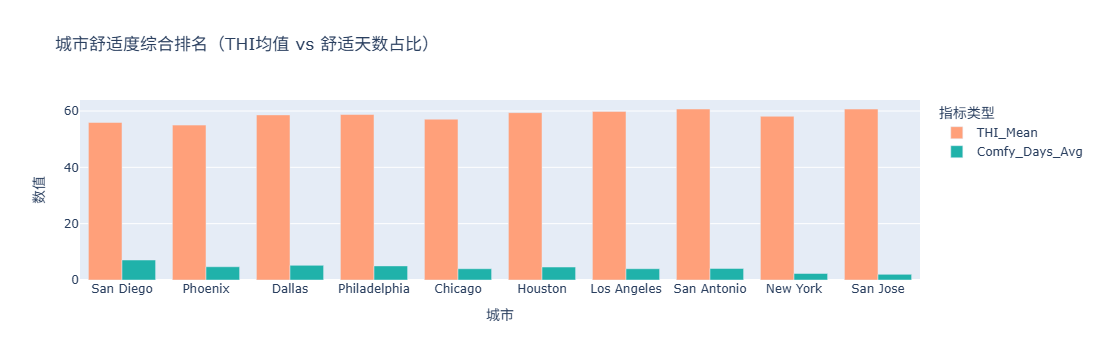 城市舒适度综合排名（THI均值 vs 舒适天数占比）
指标类型
THI_Mean
Comfy_Days_Avg
数值
60
40
20
0
San Diego
Phoenix
Dallas
Philadelphia
Chicago
Houston
Los Angeles
San Antonio
New York
San Jose
城市